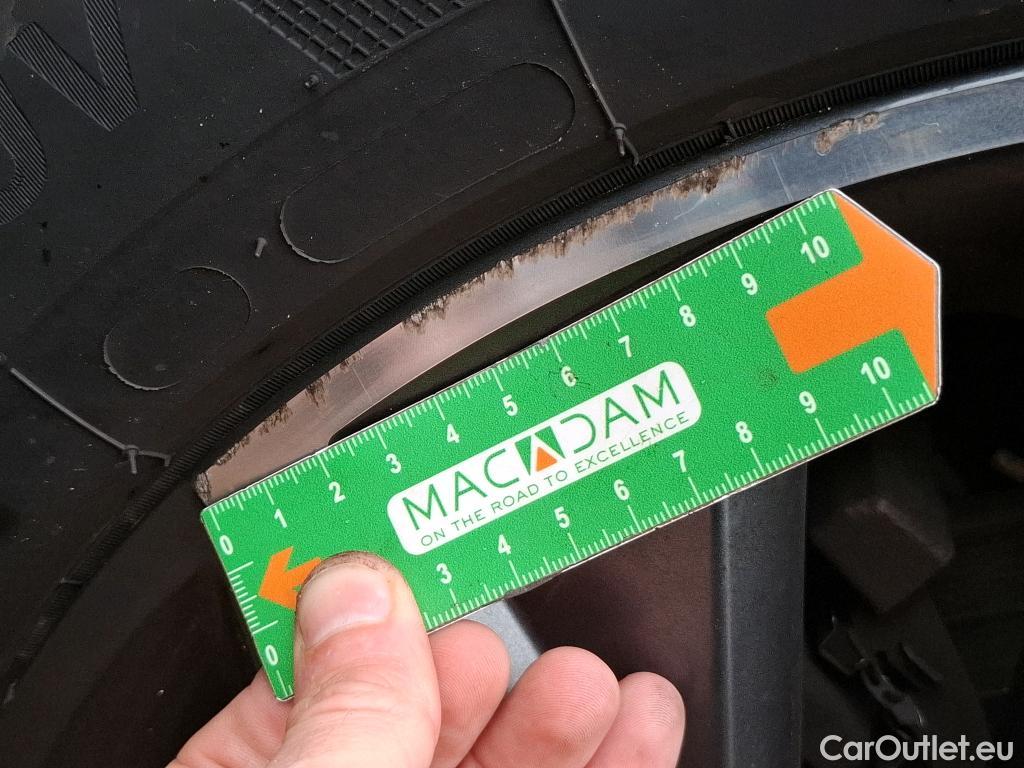 0 1 2 3 4 5 6 7 8 9 10
MACADAM
ON THE ROAD TO EXCELLENCE
0 3 4 5 6 7 8 9 10
CarOutlet.eu